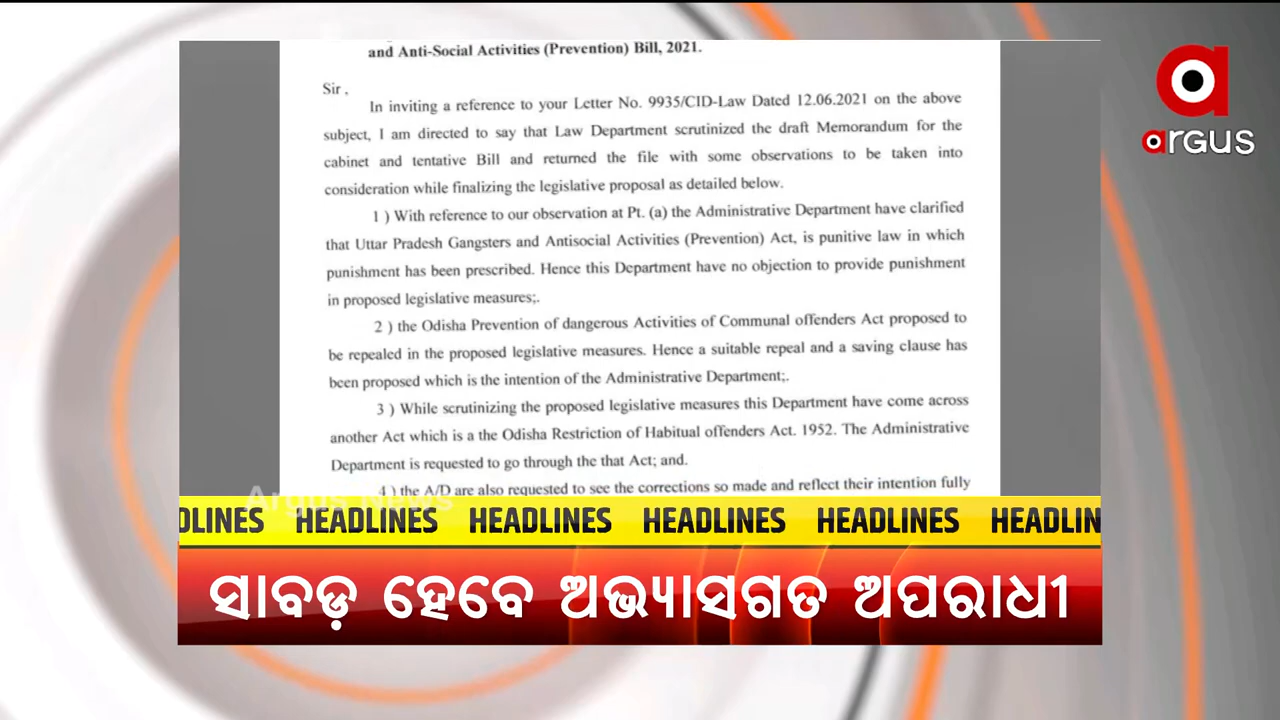 and Anti-Social Activities (Prevention) Bill, 2021.
Sir ,
In inviting a reference to your Letter No. 9935/CID-Law Dated 12.06.2021 on the above
subject, I am directed to say that Law Department scrutinized the draft Memorandum for the
cabinet and tentative Bill and returned the file with some observations to be taken into
consideration while finalizing the legislative proposal as detailed below.
1 ) With reference to our observation at Pt. (a) the Administrative Department have clarified
that Uttar Pradesh Gangsters and Antisocial Activities (Prevention) Act, is punitive law in which
punishment has been prescribed. Hence this Department have no objection to provide punishment
in proposed legislative measures;.
2 ) the Odisha Prevention of dangerous Activities of Communal offenders Act proposed to
be repealed in the proposed legislative measures. Hence a suitable repeal and a saving clause has
been proposed which is the intention of the Administrative Department;.
3 ) While scrutinizing the proposed legislative measures this Department have come across
another Act which is a the Odisha Restriction of Habitual offenders Act. 1952. The Administrative
Department is requested to go through the that Act; and.
4 ) the A/D are also requested to see the corrections so made and reflect their intention fully
Argus News
DLINES HEADLINES HEADLINES HEADLINES HEADLINES HEADLIN
ସାବଡ଼ ହେବେ ଅଭ୍ୟାସଗତ ଅପରାଧୀ
a
argus